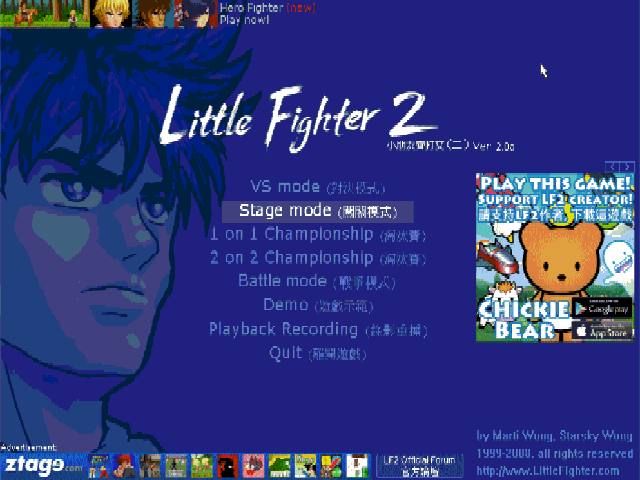 Hero Fighter (new)
Play now!
Little Fighter 2
小朋友齊打交(二) Ver 2.0a
VS mode (對打模式)
Stage mode (闖關模式)
1 on 1 Championship (淘汰賽)
2 on 2 Championship (淘汰賽)
Battle mode (戰爭模式)
Demo (遊戲示範)
Playback Recording (錄影重播)
Quit (離開遊戲)
PLAY THIS GAME!
SUPPORT LF2 CREATOR!
請支持LF2作者, 下載這遊戲
CHICKIE
BEAR
Google play
App Store
Advertisement:
ztage.com
LF2 Official Forum
官方論壇
by Marti Wong, Starsky Wong
1999-2008, all rights reserved
http://www.LittleFighter.com